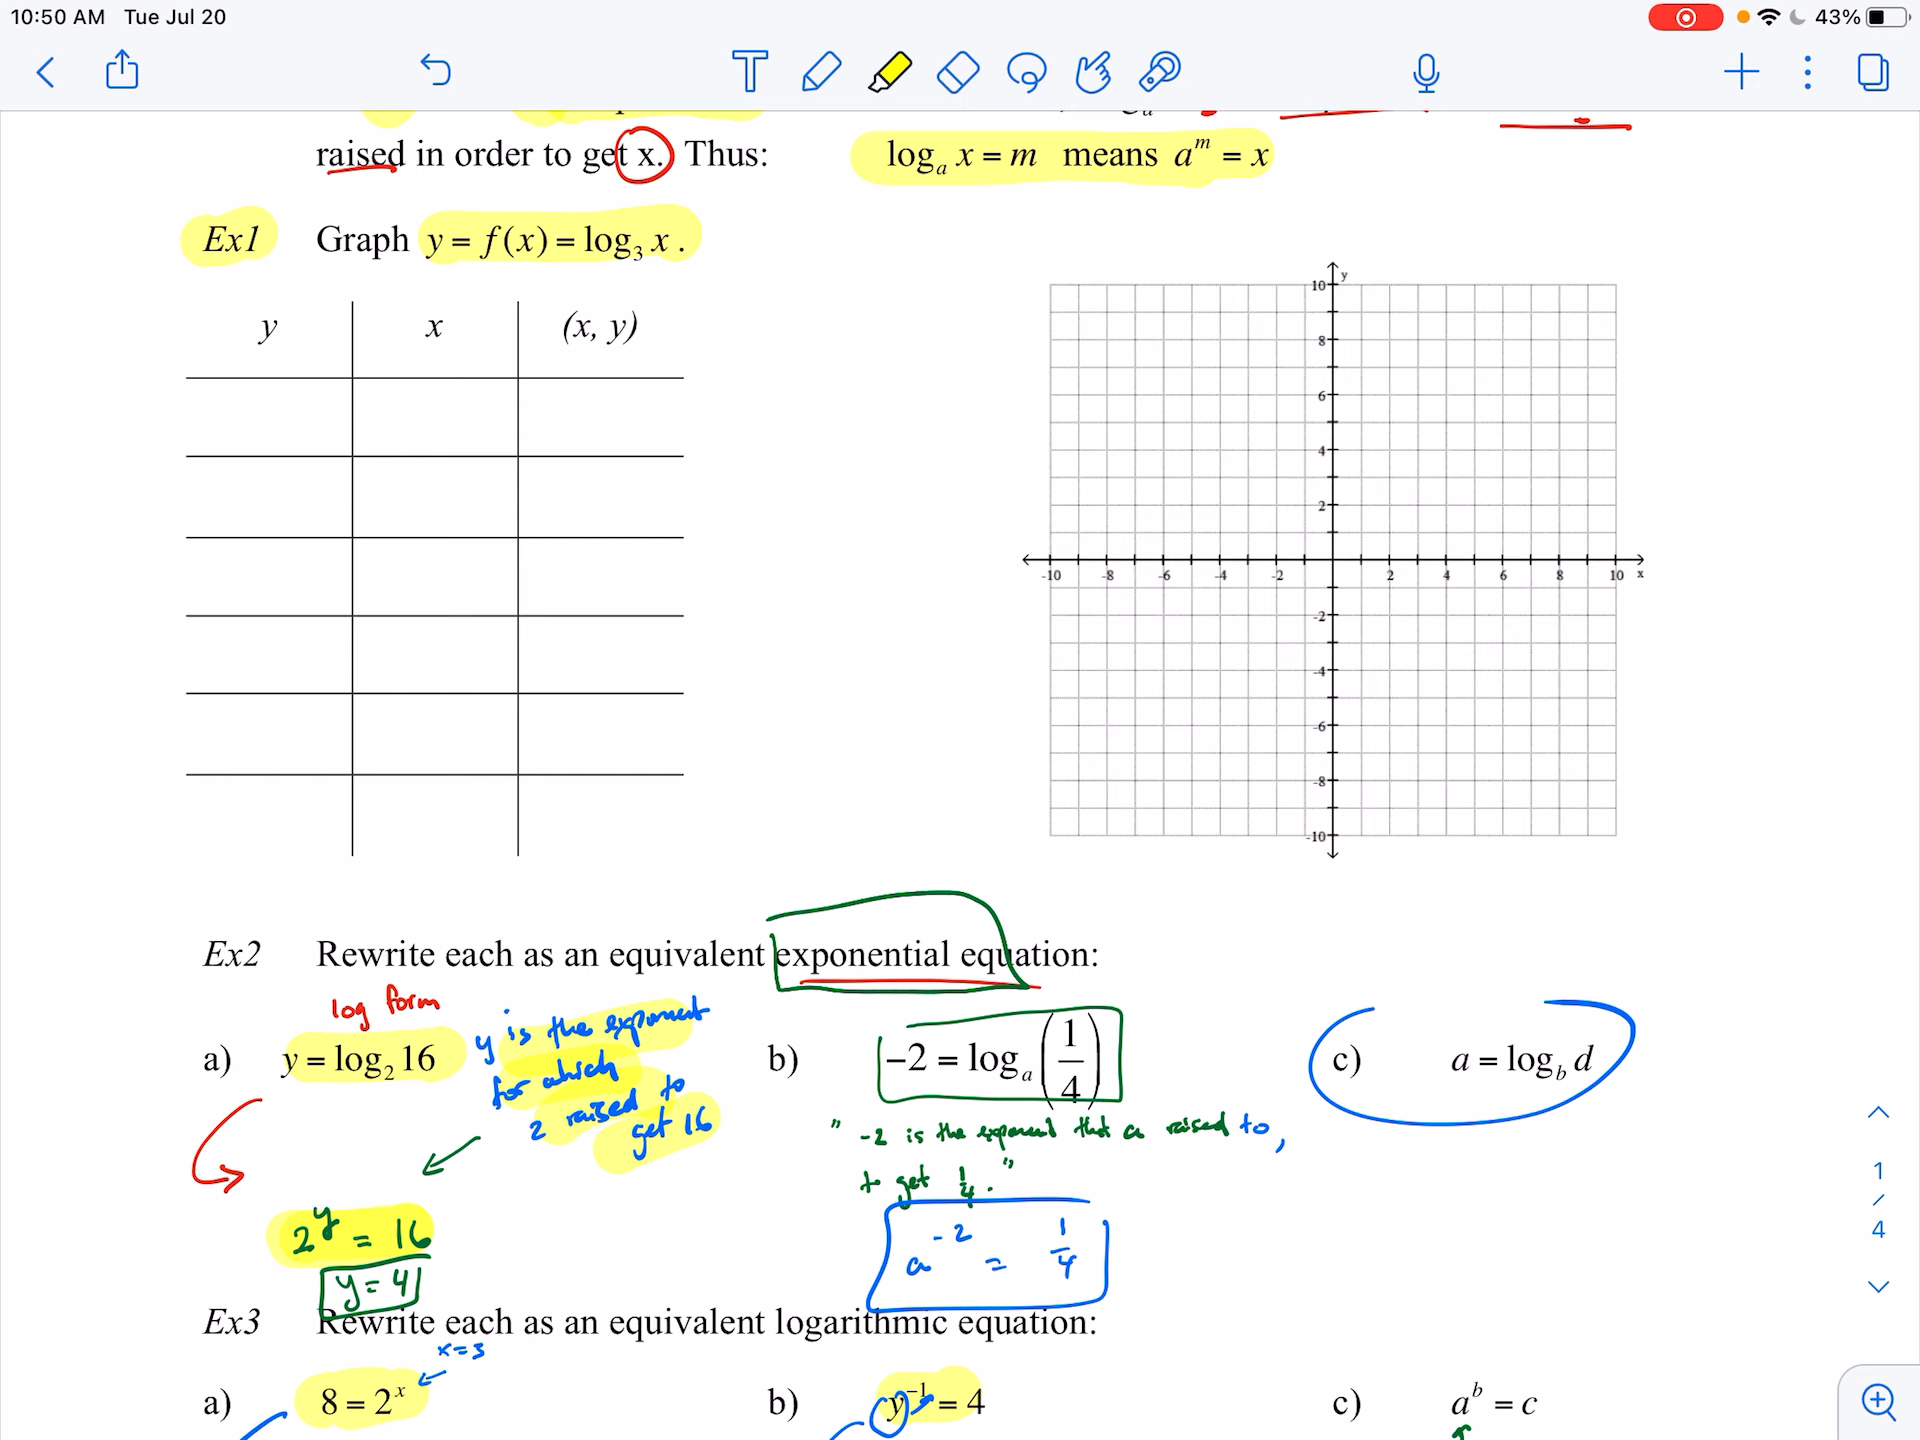 10:50 AM Tue Jul 20
43%
raised in order to get x. Thus: logₐ x = m means aᵐ = x
Ex1 Graph y = f(x) = log₃ x .
y x (x, y)
y
10
8
6
4
2
-10 -8 -6 -4 -2 2 4 6 8 10 x
-2
-4
-6
-8
-10
Ex2 Rewrite each as an equivalent exponential equation:
log form
a) y = log₂ 16
y is the exponent
for which
2 raised to
get 16
2^y = 16
y = 4
b) −2 = logₐ (1/4)
" -2 is the exponent that a raised to,
to get 1/4. "
a^-2 = 1/4
c) a = log_b d
1
/
4
Ex3 Rewrite each as an equivalent logarithmic equation:
x = 3
a) 8 = 2^x
b) y^-1 = 4
c) a^b = c